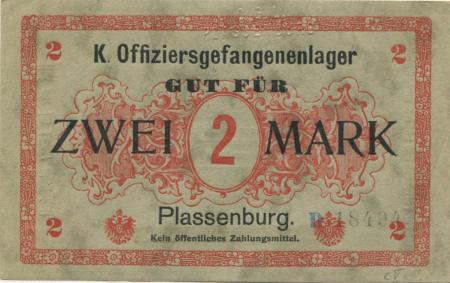 2 2
K. Offiziersgefangenenlager
GUT FÜR
ZWEI 2 MARK
Plassenburg.
Kein öffentliches Zahlungsmittel.
2 2